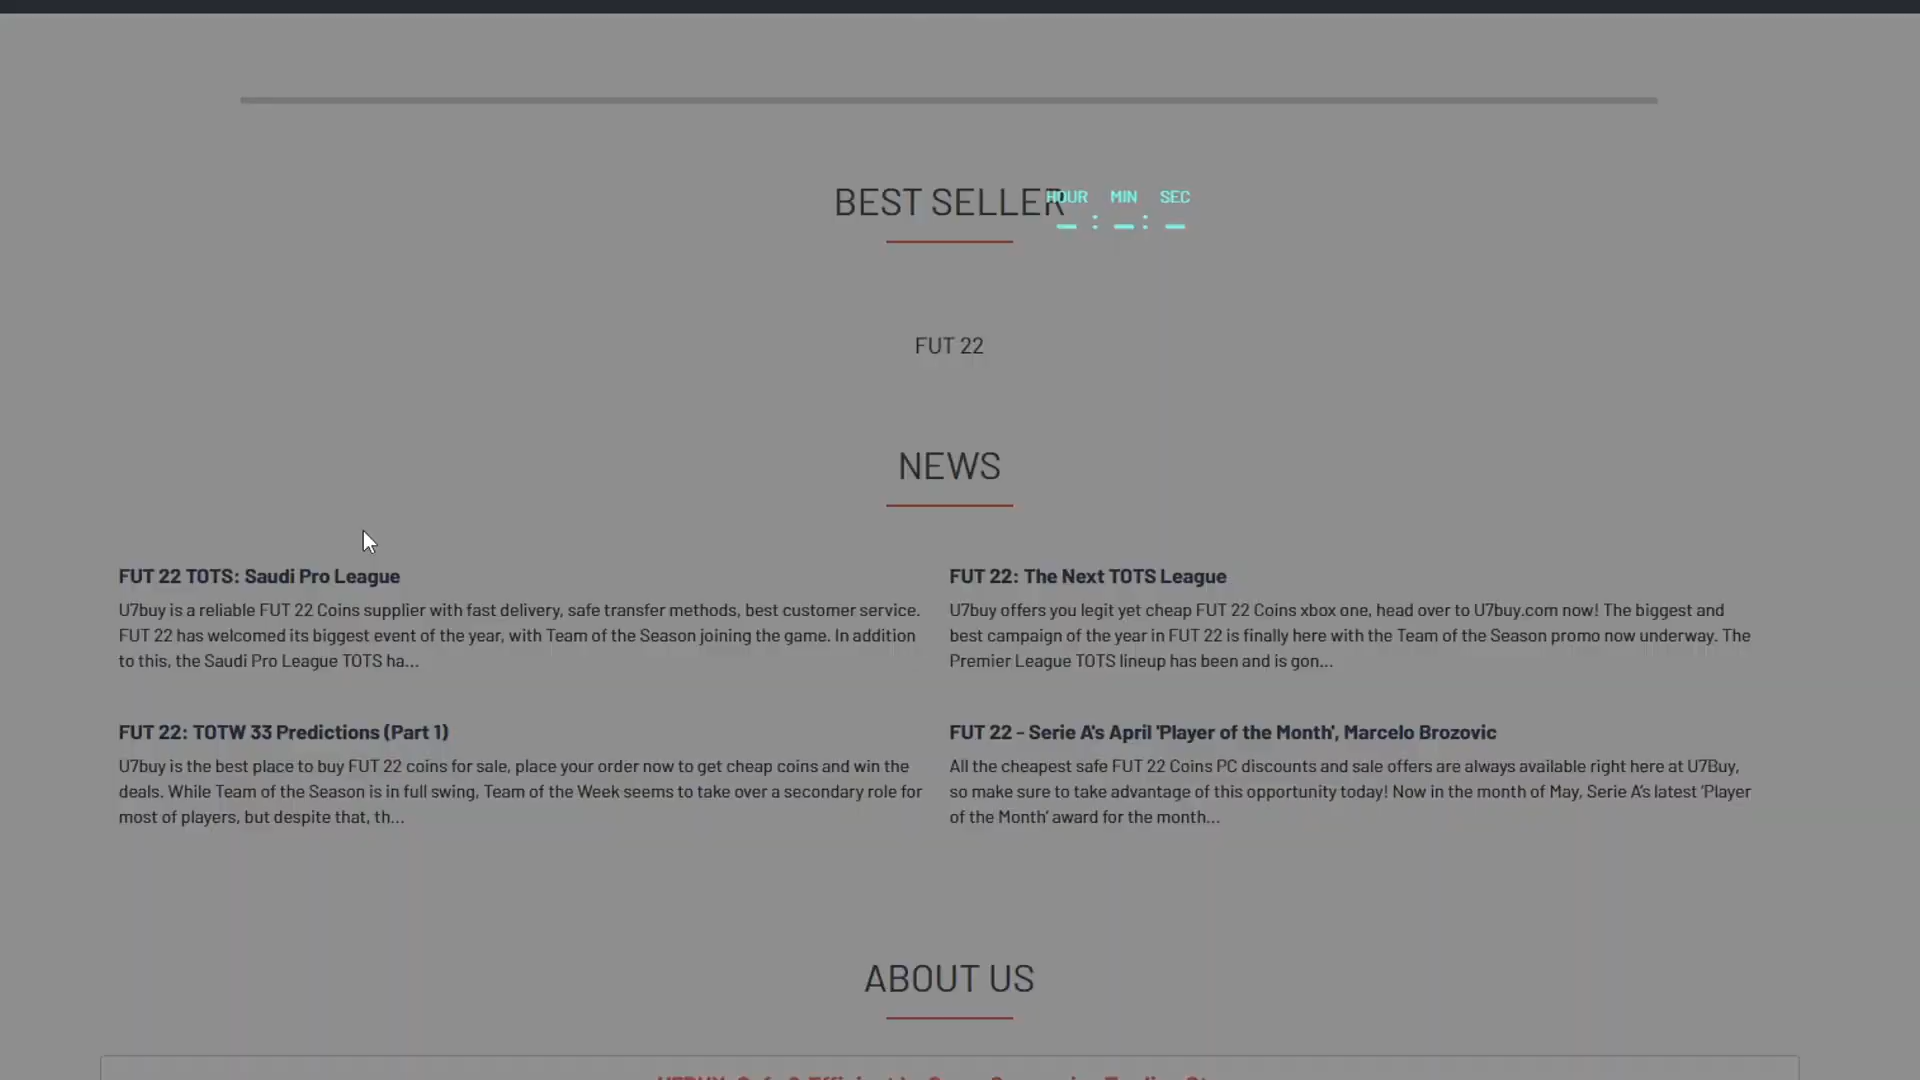 BEST SELLER
HOUR MIN SEC
– : – : –
FUT 22
NEWS
FUT 22 TOTS: Saudi Pro League
U7buy is a reliable FUT 22 Coins supplier with fast delivery, safe transfer methods, best customer service.
FUT 22 has welcomed its biggest event of the year, with Team of the Season joining the game. In addition
to this, the Saudi Pro League TOTS ha...
FUT 22: The Next TOTS League
U7buy offers you legit yet cheap FUT 22 Coins xbox one, head over to U7buy.com now! The biggest and
best campaign of the year in FUT 22 is finally here with the Team of the Season promo now underway. The
Premier League TOTS lineup has been and is gon...
FUT 22: TOTW 33 Predictions (Part 1)
U7buy is the best place to buy FUT 22 coins for sale, place your order now to get cheap coins and win the
deals. While Team of the Season is in full swing, Team of the Week seems to take over a secondary role for
most of players, but despite that, th...
FUT 22 - Serie A's April 'Player of the Month', Marcelo Brozovic
All the cheapest safe FUT 22 Coins PC discounts and sale offers are always available right here at U7Buy,
so make sure to take advantage of this opportunity today! Now in the month of May, Serie A's latest 'Player
of the Month' award for the month...
ABOUT US